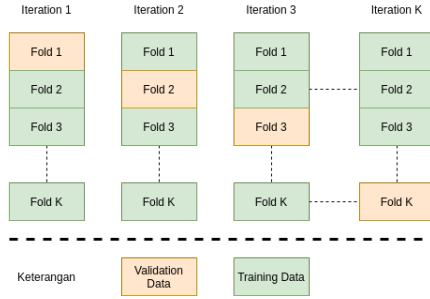 Iteration 1 Iteration 2 Iteration 3 Iteration K
Fold 1 Fold 1 Fold 1 Fold 1
Fold 2 Fold 2 Fold 2 Fold 2
Fold 3 Fold 3 Fold 3 Fold 3
Fold K Fold K Fold K Fold K
Keterangan
Validation
Data
Training Data